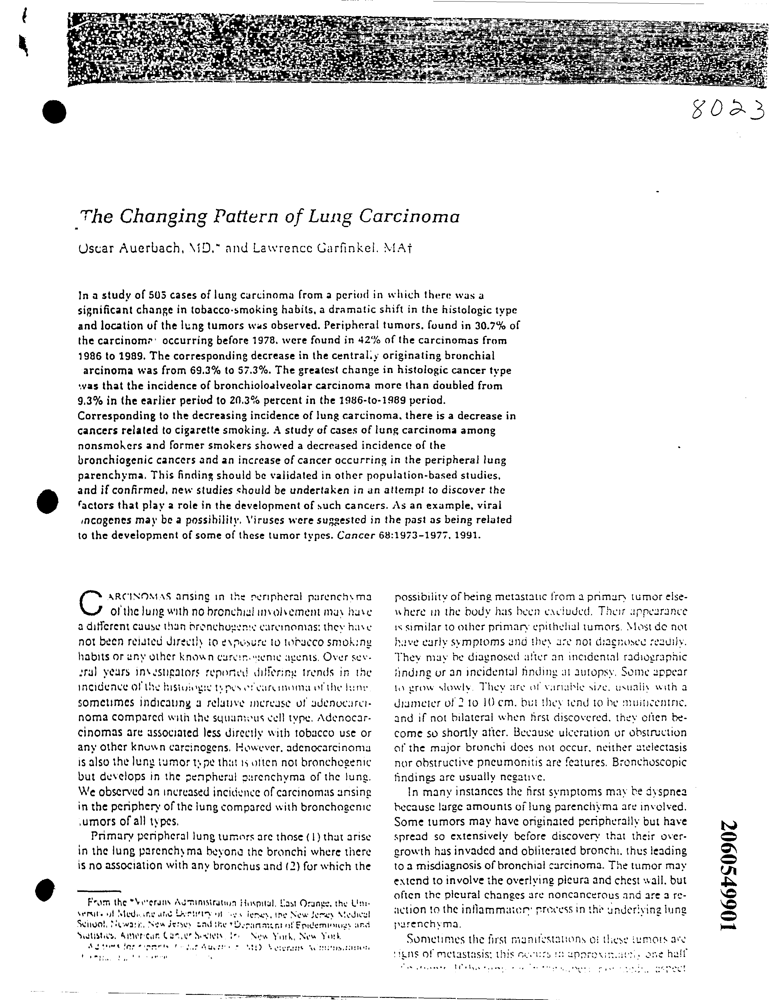 8023
The Changing Pattern of Lung Carcinoma
Oscar Auerbach, MD,* and Lawrence Garfinkel, MA†
In a study of 505 cases of lung carcinoma from a period in which there was a
significant change in tobacco-smoking habits, a dramatic shift in the histologic type
and location of the lung tumors was observed. Peripheral tumors, found in 30.7% of
the carcinoma occurring before 1978, were found in 42% of the carcinomas from
1986 to 1989. The corresponding decrease in the centrally originating bronchial
arcinoma was from 69.3% to 57.3%. The greatest change in histologic cancer type
was that the incidence of bronchioloalveolar carcinoma more than doubled from
9.3% in the earlier period to 20.3% percent in the 1986-to-1989 period.
Corresponding to the decreasing incidence of lung carcinoma, there is a decrease in
cancers related to cigarette smoking. A study of cases of lung carcinoma among
nonsmokers and former smokers showed a decreased incidence of the
bronchiogenic cancers and an increase of cancer occurring in the peripheral lung
parenchyma. This finding should be validated in other population-based studies,
and if confirmed, new studies should be undertaken in an attempt to discover the
factors that play a role in the development of such cancers. As an example, viral
oncogenes may be a possibility. Viruses were suggested in the past as being related
to the development of some of these tumor types. Cancer 68:1973–1977, 1991.
CARCINOMAS arising in the peripheral parenchyma
of the lung with no bronchial involvement may have
a different cause than bronchogenic carcinomas: they have
not been related directly to exposure to tobacco smoking
habits or any other known carcinogenic agents. Over sev-
eral years investigators reported differing trends in the
incidence of the histologic types of carcinoma of the lung
sometimes indicating a relative increase of adenocarci-
noma compared with the squamous cell type. Adenocar-
cinomas are associated less directly with tobacco use or
any other known carcinogens. However, adenocarcinoma
is also the lung tumor type that is often not bronchogenic
but develops in the peripheral parenchyma of the lung.
We observed an increased incidence of carcinomas arising
in the periphery of the lung compared with bronchogenic
tumors of all types.
Primary peripheral lung tumors are those (1) that arise
in the lung parenchyma beyond the bronchi where there
is no association with any bronchus and (2) for which the
From the *Veterans Administration Hospital, East Orange, the Uni-
versity of Medicine and Dentistry of New Jersey, the New Jersey Medical
School, Newark, New Jersey and the †Department of Epidemiology and
Statistics, American Cancer Society, New York, New York
possibility of being metastatic from a primary tumor else-
where in the body has been excluded. Their appearance
is similar to other primary epithelial tumors. Most do not
have early symptoms and they are not diagnosed readily.
They may be diagnosed after an incidental radiographic
finding or an incidental finding at autopsy. Some appear
to grow slowly. They are of variable size, usually with a
diameter of 2 to 10 cm, but they tend to be multicentric,
and if not bilateral when first discovered, they often be-
come so shortly after. Because ulceration or obstruction
of the major bronchi does not occur, neither atelectasis
nor obstructive pneumonitis are features. Bronchoscopic
findings are usually negative.
In many instances the first symptoms may be dyspnea
because large amounts of lung parenchyma are involved.
Some tumors may have originated peripherally but have
spread so extensively before discovery that their over-
growth has invaded and obliterated bronchi, thus leading
to a misdiagnosis of bronchial carcinoma. The tumor may
extend to involve the overlying pleura and chest wall, but
often the pleural changes are noncancerous and are a re-
action to the inflammatory process in the underlying lung
parenchyma.
Sometimes the first manifestations of these tumors are
signs of metastasis; this occurs in approximately one half
2060549901